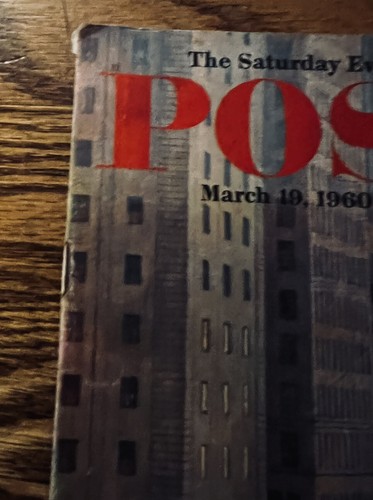 The Saturday Ev
POS
March 19, 1960